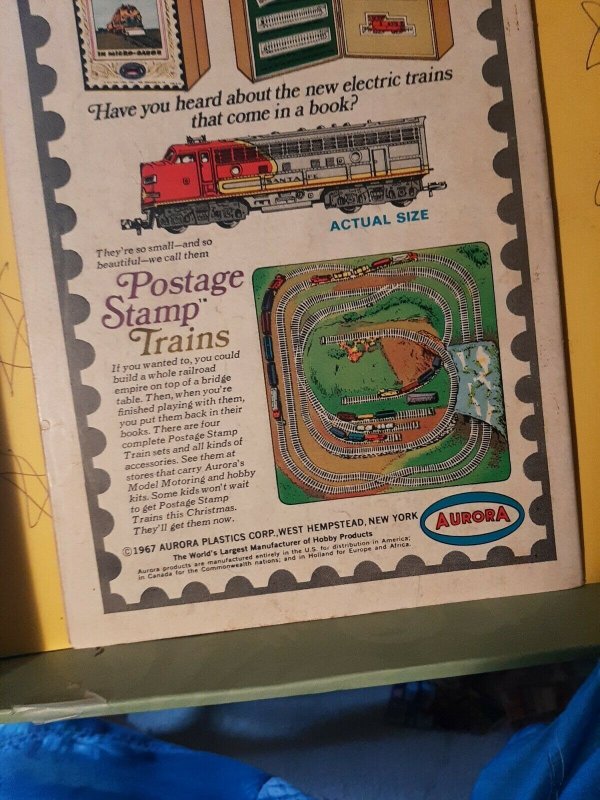 IN MICRO-GAUGE
Have you heard about the new electric trains
that come in a book?
SANTA FE
ACTUAL SIZE
They're so small—and so
beautiful—we call them
Postage
Stamp™
Trains
If you wanted to, you could
build a whole railroad
empire on top of a bridge
table. Then, when you're
finished playing with them,
you put them back in their
books. There are four
complete Postage Stamp
Train sets and all kinds of
accessories. See them at
stores that carry Aurora's
Model Motoring and hobby
kits. Some kids won't wait
to get Postage Stamp
Trains this Christmas.
They'll get them now.
©1967 AURORA PLASTICS CORP., WEST HEMPSTEAD, NEW YORK
The World's Largest Manufacturer of Hobby Products
Aurora products are manufactured entirely in the U.S. for distribution in America;
in Canada for the Commonwealth nations; and in Holland for Europe and Africa.
AURORA